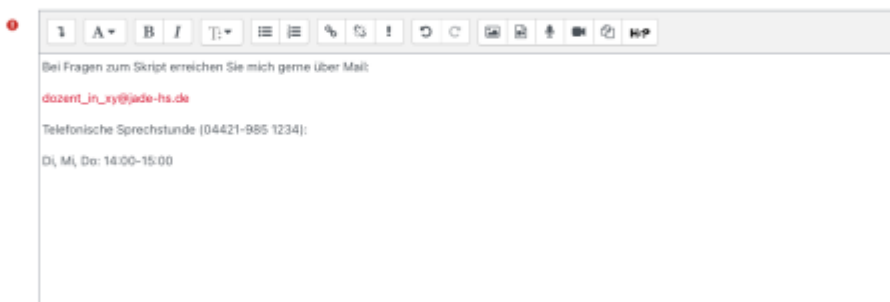 A B I T
H-P
Bei Fragen zum Skript erreichen Sie mich gerne über Mail:
dozent_in_xy@jade-hs.de
Telefonische Sprechstunde (04421-985 1234):
Di, Mi, Do: 14:00-15:00